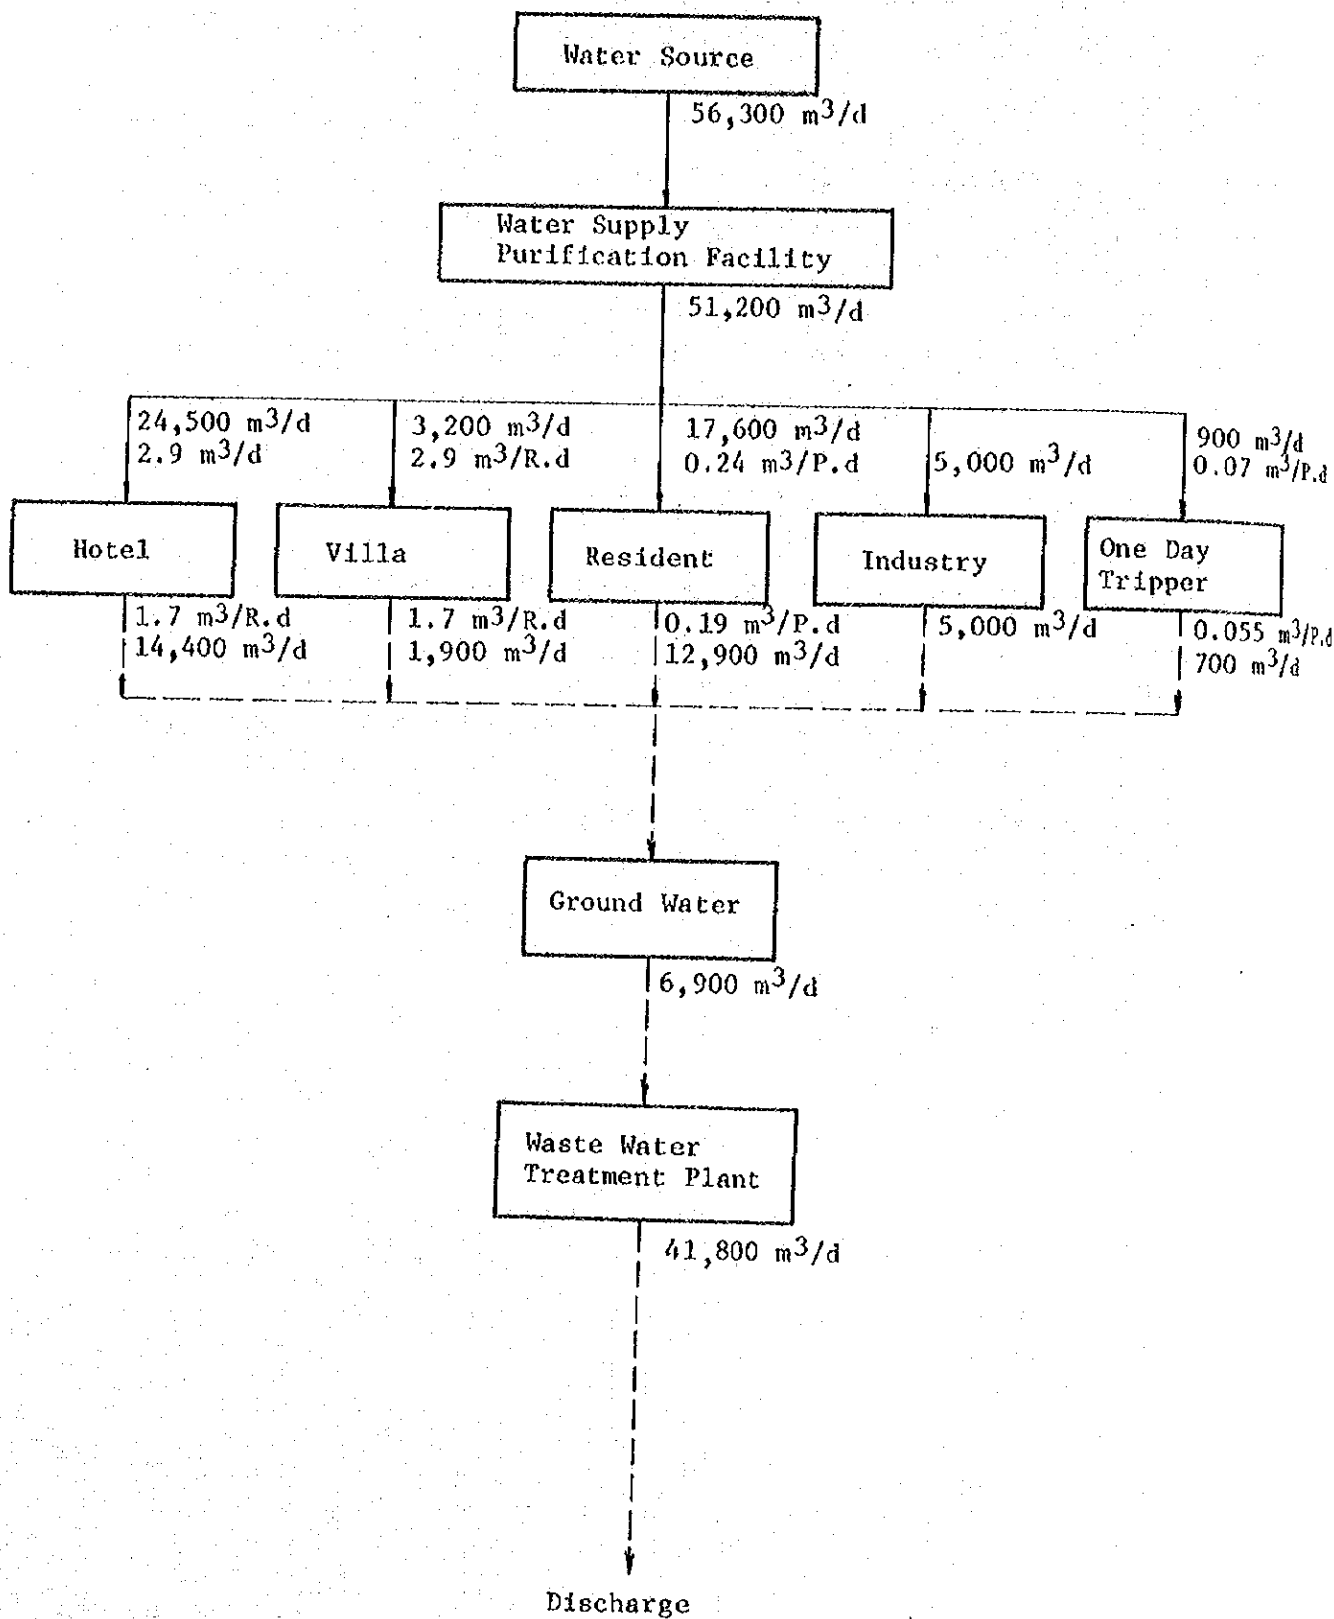 Water Source
56,300 m3/d
Water Supply
Purification Facility
51,200 m3/d
24,500 m3/d
2.9 m3/d
3,200 m3/d
2.9 m3/R.d
17,600 m3/d
0.24 m3/P.d
5,000 m3/d
900 m3/d
0.07 m3/P.d
Hotel
Villa
Resident
Industry
One Day
Tripper
1.7 m3/R.d
14,400 m3/d
1.7 m3/R.d
1,900 m3/d
0.19 m3/P.d
12,900 m3/d
5,000 m3/d
0.055 m3/P.d
700 m3/d
Ground Water
6,900 m3/d
Waste Water
Treatment Plant
41,800 m3/d
Discharge